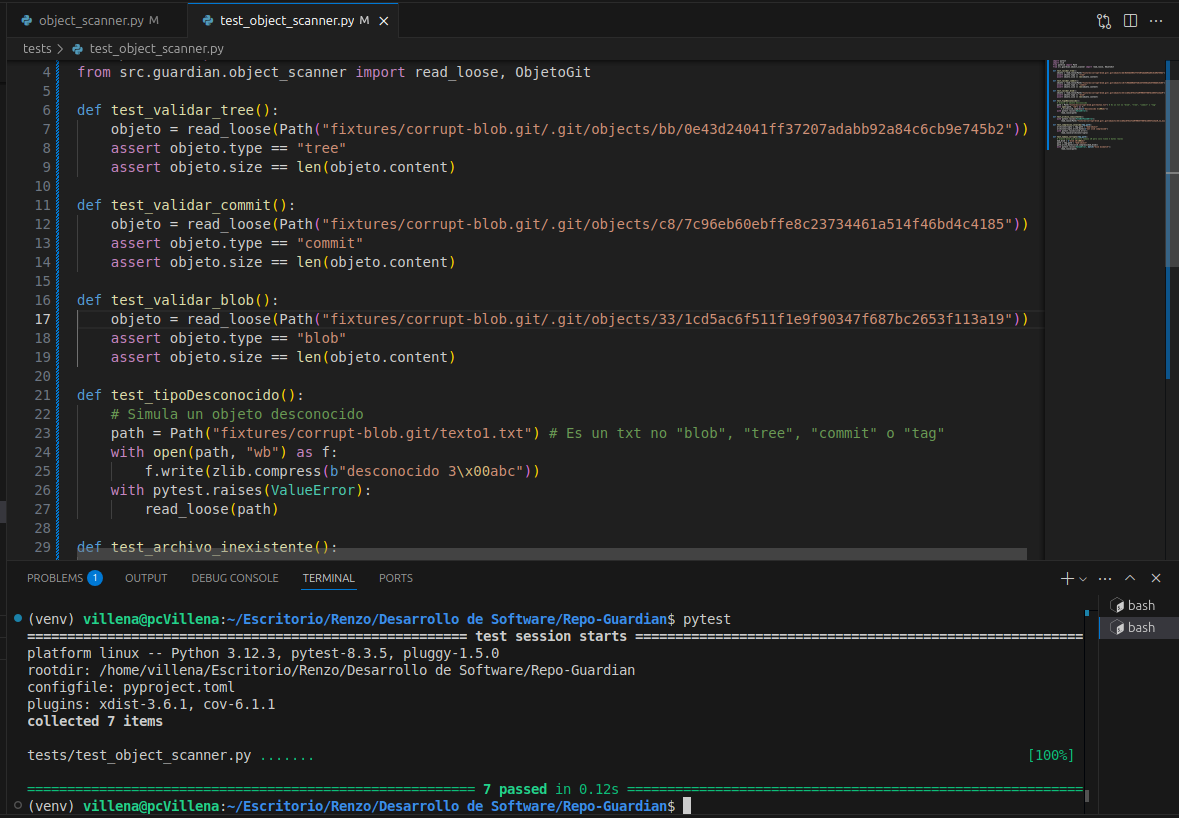 object_scanner.py M
test_object_scanner.py M
tests > test_object_scanner.py
4 from src.guardian.object_scanner import read_loose, ObjetoGit
5
6 def test_validar_tree():
7 objeto = read_loose(Path("fixtures/corrupt-blob.git/.git/objects/bb/0e43d24041ff37207adabb92a84c6cb9e745b2"))
8 assert objeto.type == "tree"
9 assert objeto.size == len(objeto.content)
10
11 def test_validar_commit():
12 objeto = read_loose(Path("fixtures/corrupt-blob.git/.git/objects/c8/7c96eb60ebffe8c23734461a514f46bd4c4185"))
13 assert objeto.type == "commit"
14 assert objeto.size == len(objeto.content)
15
16 def test_validar_blob():
17 objeto = read_loose(Path("fixtures/corrupt-blob.git/.git/objects/33/1cd5ac6f511f1e9f90347f687bc2653f113a19"))
18 assert objeto.type == "blob"
19 assert objeto.size == len(objeto.content)
20
21 def test_tipoDesconocido():
22 # Simula un objeto desconocido
23 path = Path("fixtures/corrupt-blob.git/texto1.txt") # Es un txt no "blob", "tree", "commit" o "tag"
24 with open(path, "wb") as f:
25 f.write(zlib.compress(b"desconocido 3\x00abc"))
26 with pytest.raises(ValueError):
27 read_loose(path)
28
29 def test_archivo_inexistente():
PROBLEMS 1 OUTPUT DEBUG CONSOLE TERMINAL PORTS
bash
bash
(venv) villena@pcVillena:~/Escritorio/Renzo/Desarrollo de Software/Repo-Guardian$ pytest
test session starts
platform linux -- Python 3.12.3, pytest-8.3.5, pluggy-1.5.0
rootdir: /home/villena/Escritorio/Renzo/Desarrollo de Software/Repo-Guardian
configfile: pyproject.toml
plugins: xdist-3.6.1, cov-6.1.1
collected 7 items
tests/test_object_scanner.py ....... [100%]
7 passed in 0.12s
(venv) villena@pcVillena:~/Escritorio/Renzo/Desarrollo de Software/Repo-Guardian$